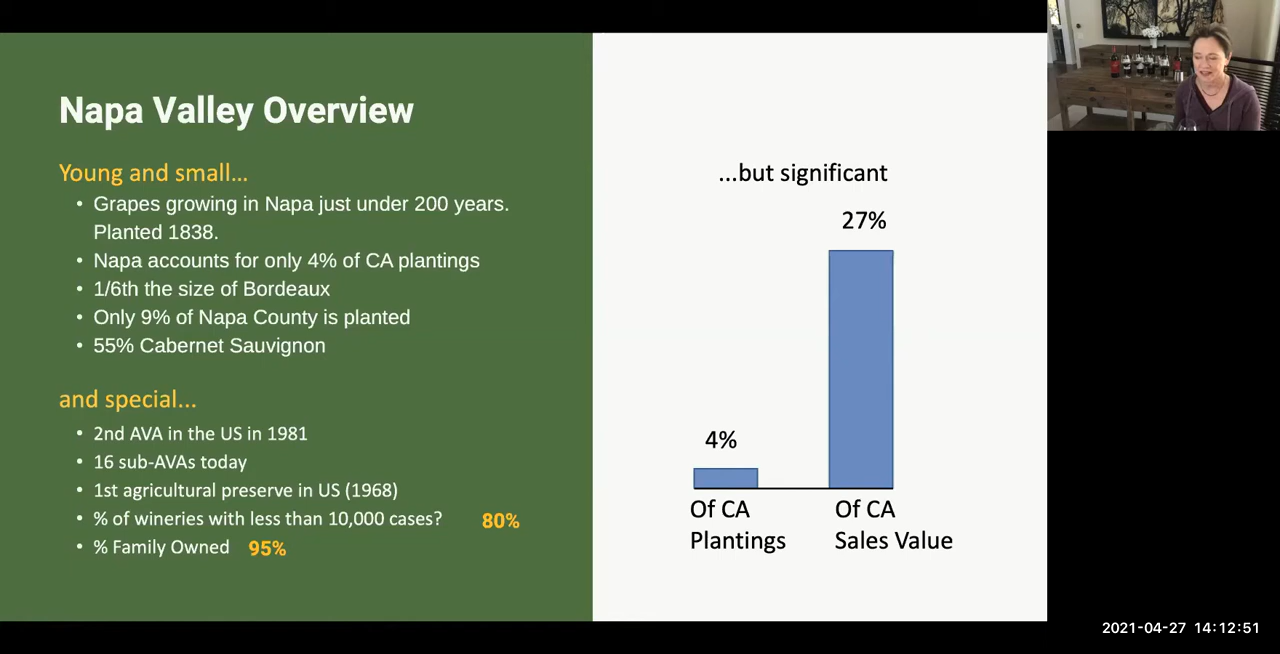 Napa Valley Overview
Young and small...
• Grapes growing in Napa just under 200 years.
Planted 1838.
• Napa accounts for only 4% of CA plantings
• 1/6th the size of Bordeaux
• Only 9% of Napa County is planted
• 55% Cabernet Sauvignon
and special...
• 2nd AVA in the US in 1981
• 16 sub-AVAs today
• 1st agricultural preserve in US (1968)
• % of wineries with less than 10,000 cases? 80%
• % Family Owned 95%
...but significant
27%
4%
Of CA
Plantings
Of CA
Sales Value
2021-04-27 14:12:51